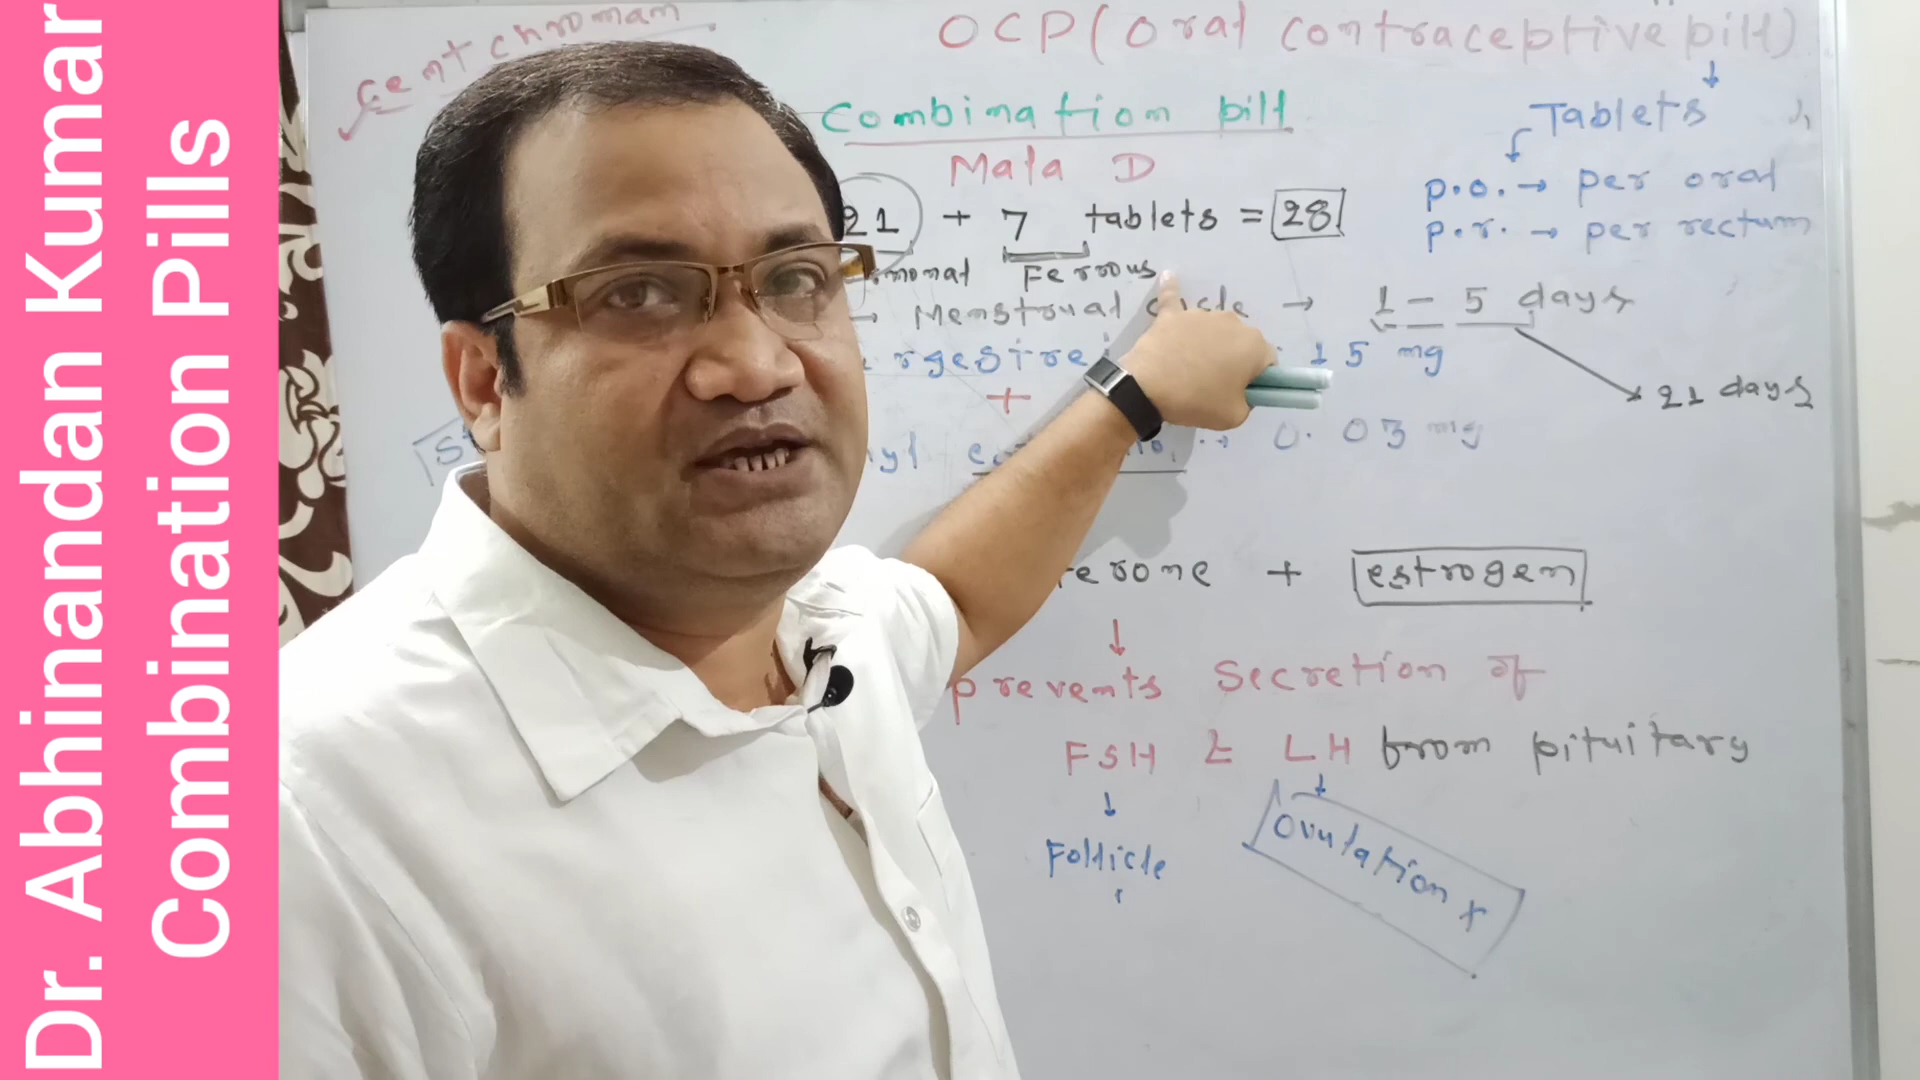 Dr. Abhinandan Kumar
Combination Pills
centchroman
OCP (Oral contraceptive pill)
Combination pill
Tablets
Mala D
p.o. → per oral
21 + 7 tablets = 28
p.r. → per rectum
Ferrous
→ Menstrual cycle → 1 - 5 days
15 mg
+
21 days
0.03 mg
+ estrogen
↓
prevents secretion of
FSH & LH from pituitary
↓ ↓
Follicle
Ovulation x